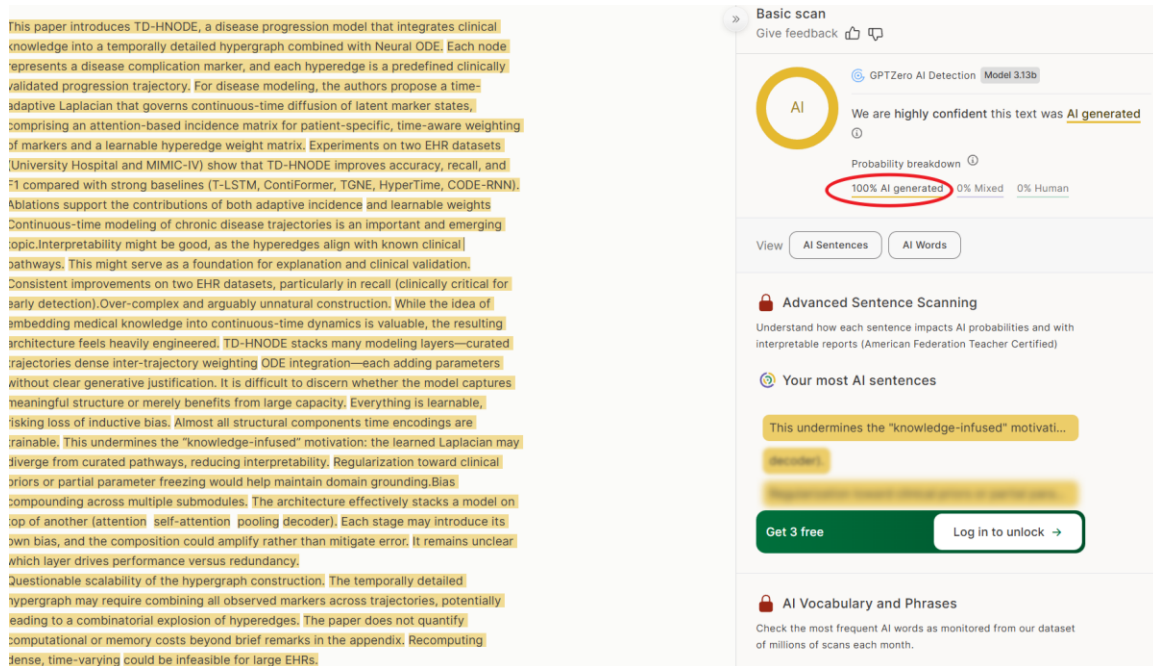 This paper introduces TD-HNODE, a disease progression model that integrates clinical
knowledge into a temporally detailed hypergraph combined with Neural ODE. Each node
represents a disease complication marker, and each hyperedge is a predefined clinically
validated progression trajectory. For disease modeling, the authors propose a time-
adaptive Laplacian that governs continuous-time diffusion of latent marker states,
comprising an attention-based incidence matrix for patient-specific, time-aware weighting
of markers and a learnable hyperedge weight matrix. Experiments on two EHR datasets
(University Hospital and MIMIC-IV) show that TD-HNODE improves accuracy, recall, and
F1 compared with strong baselines (T-LSTM, ContiFormer, TGNE, HyperTime, CODE-RNN).
Ablations support the contributions of both adaptive incidence and learnable weights
Continuous-time modeling of chronic disease trajectories is an important and emerging
topic.Interpretability might be good, as the hyperedges align with known clinical
pathways. This might serve as a foundation for explanation and clinical validation.
Consistent improvements on two EHR datasets, particularly in recall (clinically critical for
early detection).Over-complex and arguably unnatural construction. While the idea of
embedding medical knowledge into continuous-time dynamics is valuable, the resulting
architecture feels heavily engineered. TD-HNODE stacks many modeling layers—curated
trajectories dense inter-trajectory weighting ODE integration—each adding parameters
without clear generative justification. It is difficult to discern whether the model captures
meaningful structure or merely benefits from large capacity. Everything is learnable,
risking loss of inductive bias. Almost all structural components time encodings are
trainable. This undermines the "knowledge-infused" motivation: the learned Laplacian may
diverge from curated pathways, reducing interpretability. Regularization toward clinical
priors or partial parameter freezing would help maintain domain grounding.Bias
compounding across multiple submodules. The architecture effectively stacks a model on
top of another (attention self-attention pooling decoder). Each stage may introduce its
own bias, and the composition could amplify rather than mitigate error. It remains unclear
which layer drives performance versus redundancy.
Questionable scalability of the hypergraph construction. The temporally detailed
hypergraph may require combining all observed markers across trajectories, potentially
leading to a combinatorial explosion of hyperedges. The paper does not quantify
computational or memory costs beyond brief remarks in the appendix. Recomputing
dense, time-varying could be infeasible for large EHRs.
Basic scan
Give feedback
AI
GPTZero AI Detection Model 3.13b
We are highly confident this text was AI generated
Probability breakdown
100% AI generated 0% Mixed 0% Human
View AI Sentences AI Words
Advanced Sentence Scanning
Understand how each sentence impacts AI probabilities and with
interpretable reports (American Federation Teacher Certified)
Your most AI sentences
This undermines the "knowledge-infused" motivati...
decoder).
Get 3 free Log in to unlock →
AI Vocabulary and Phrases
Check the most frequent AI words as monitored from our dataset
of millions of scans each month.